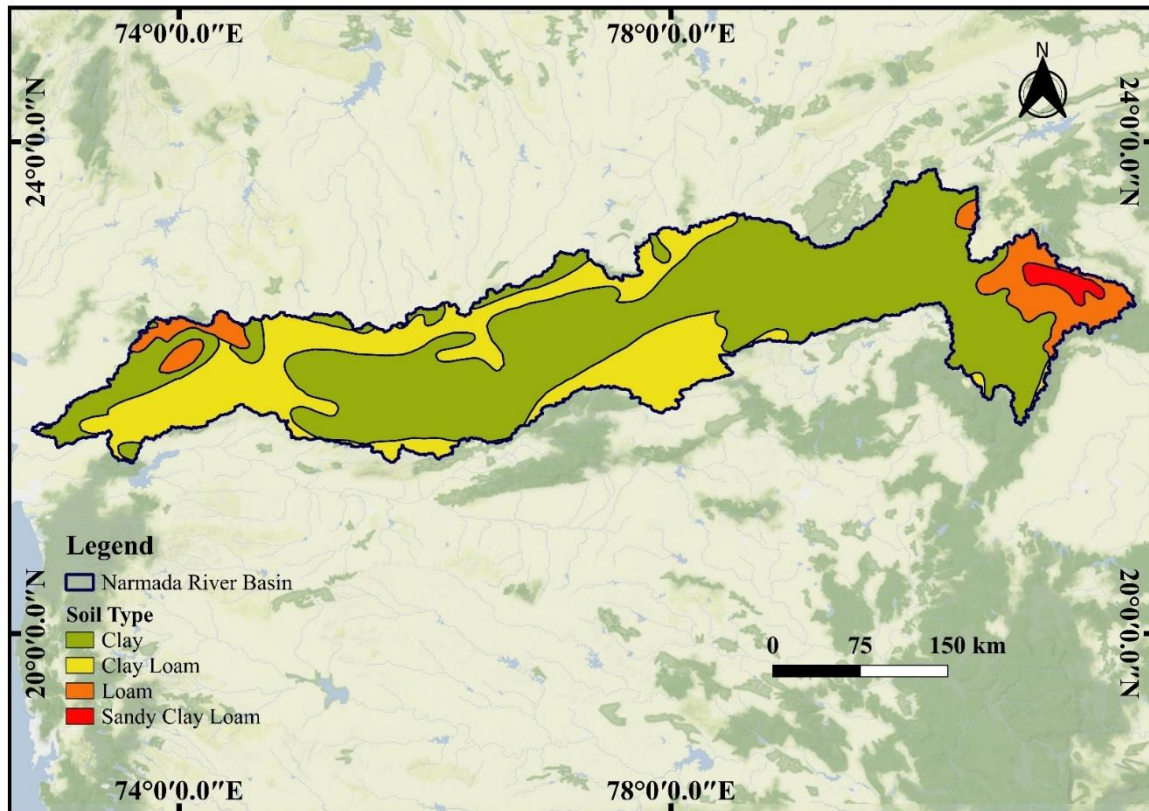 74°0′0.0″E
78°0′0.0″E
N
24°0′0.0″N
24°0′0.0″N
Legend
Narmada River Basin
Soil Type
Clay
Clay Loam
Loam
Sandy Clay Loam
20°0′0.0″N
20°0′0.0″N
0 75 150 km
74°0′0.0″E
78°0′0.0″E